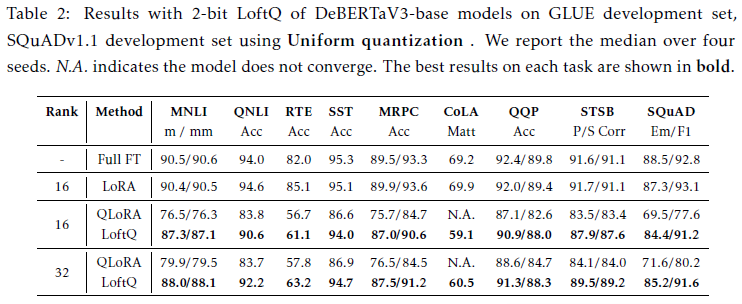 Table 2: Results with 2-bit LoftQ of DeBERTaV3-base models on GLUE development set,
SQuADv1.1 development set using Uniform quantization . We report the median over four
seeds. N.A. indicates the model does not converge. The best results on each task are shown in bold.
Rank Method MNLI QNLI RTE SST MRPC CoLA QQP STSB SQuAD
m / mm Acc Acc Acc Acc Matt Acc P/S Corr Em/F1
- Full FT 90.5/90.6 94.0 82.0 95.3 89.5/93.3 69.2 92.4/89.8 91.6/91.1 88.5/92.8
16 LoRA 90.4/90.5 94.6 85.1 95.1 89.9/93.6 69.9 92.0/89.4 91.7/91.1 87.3/93.1
16 QLoRA 76.5/76.3 83.8 56.7 86.6 75.7/84.7 N.A. 87.1/82.6 83.5/83.4 69.5/77.6
LoftQ 87.3/87.1 90.6 61.1 94.0 87.0/90.6 59.1 90.9/88.0 87.9/87.6 84.4/91.2
32 QLoRA 79.9/79.5 83.7 57.8 86.9 76.5/84.5 N.A. 88.6/84.7 84.1/84.0 71.6/80.2
LoftQ 88.0/88.1 92.2 63.2 94.7 87.5/91.2 60.5 91.3/88.3 89.5/89.2 85.2/91.6